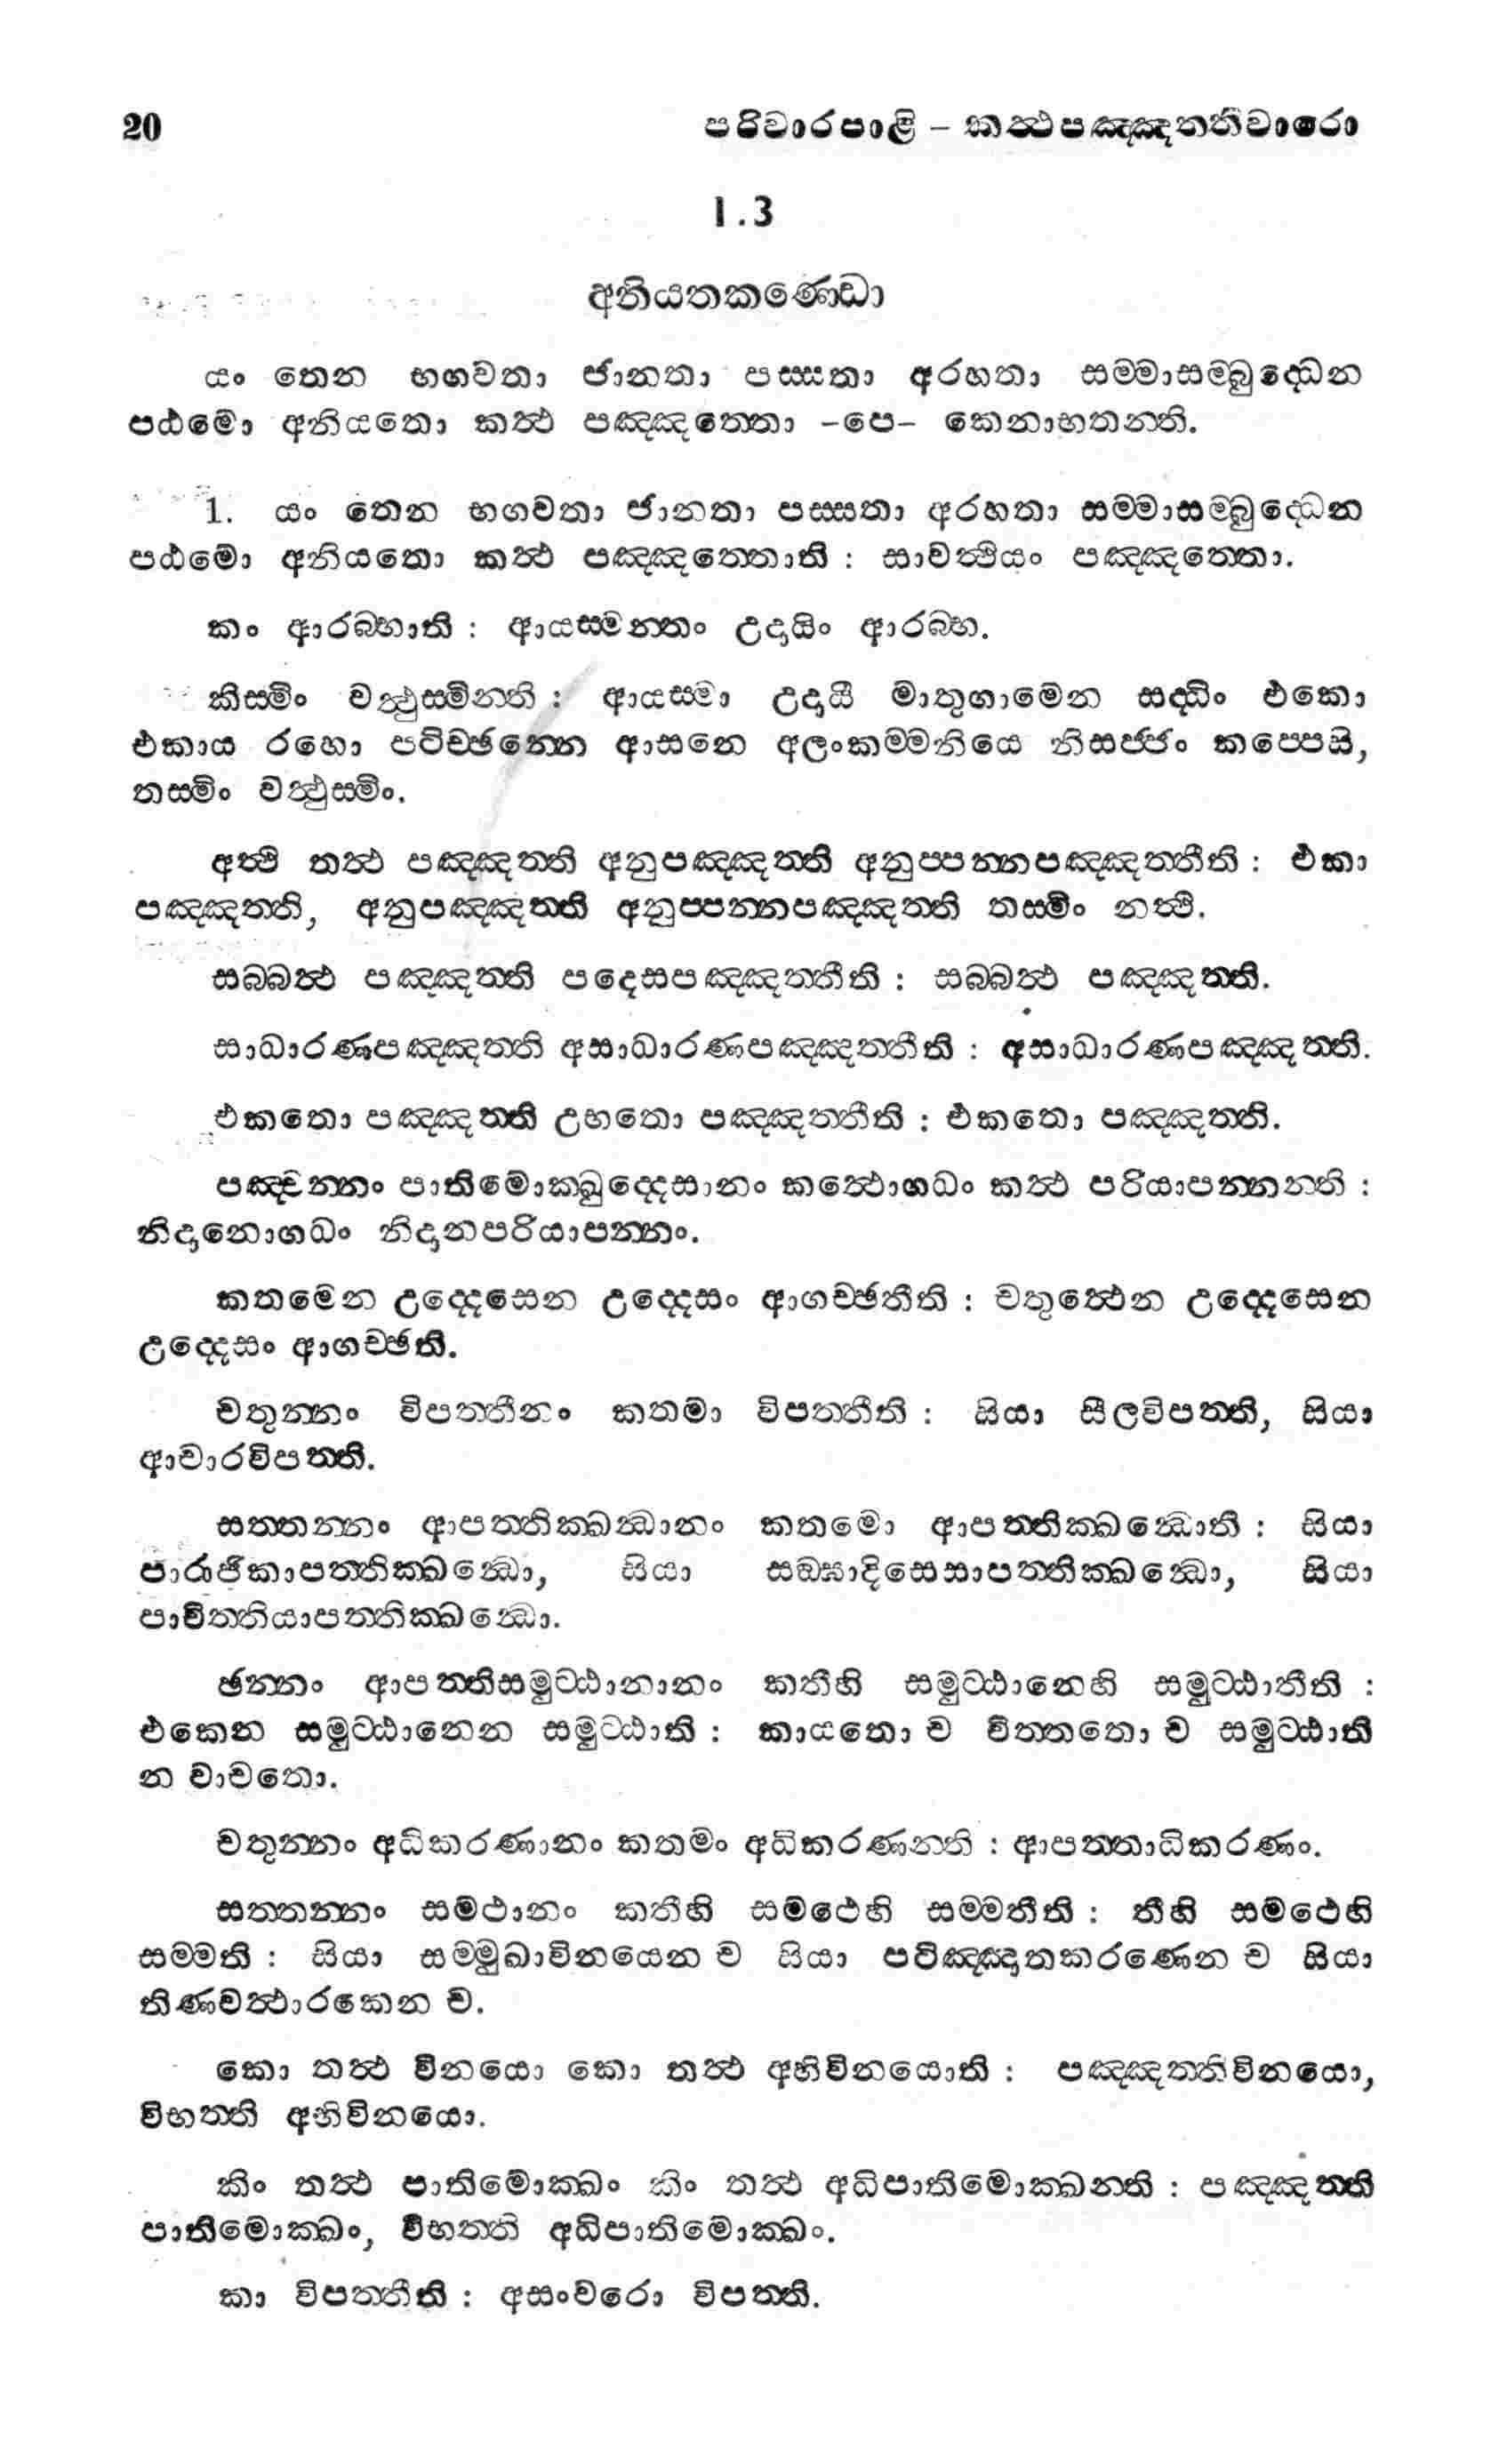 20 පරිවාරපාළි – කත්ථපඤ්ඤත්තිවාරො
1.3
අනියතකණ්ඩො
යං තෙන භගවතා ජානතා පස්සතා අරහතා සම්මාසම්බුද්ධෙන
පඨමො අනියතො කත්ථ පඤ්ඤත්තො –පෙ– කෙනාභතන්ති.
1. යං තෙන භගවතා ජානතා පස්සතා අරහතා සම්මාසම්බුද්ධෙන
පඨමො අනියතො කත්ථ පඤ්ඤත්තොති : සාවත්ථියං පඤ්ඤත්තො.
කං ආරබ්භාති : ආයස්මන්තං උදායිං ආරබ්භ.
කිස්මිං වත්ථුස්මින්ති : ආයස්මා උදායී මාතුගාමෙන සද්ධිං එකො
එකාය රහො පටිච්ඡන්නෙ ආසනෙ අලංකම්මනියෙ නිසජ්ජං කප්පෙසි,
තස්මිං වත්ථුස්මිං.
අත්ථි තත්ථ පඤ්ඤත්ති අනුපඤ්ඤත්ති අනුප්පන්නපඤ්ඤත්තීති : එකා
පඤ්ඤත්ති, අනුපඤ්ඤත්ති අනුප්පන්නපඤ්ඤත්ති තස්මිං නත්ථි.
සබ්බත්ථ පඤ්ඤත්ති පදෙසපඤ්ඤත්තීති : සබ්බත්ථ පඤ්ඤත්ති.
සාධාරණපඤ්ඤත්ති අසාධාරණපඤ්ඤත්තීති : අසාධාරණපඤ්ඤත්ති.
එකතො පඤ්ඤත්ති උභතො පඤ්ඤත්තීති : එකතො පඤ්ඤත්ති.
පඤ්චන්නං පාතිමොක්ඛුද්දෙසානං කත්ථොගධං කත්ථ පරියාපන්නන්ති :
නිදානොගධං නිදානපරියාපන්නං.
කතමෙන උද්දෙසෙන උද්දෙසං ආගච්ඡතීති : චතුත්ථෙන උද්දෙසෙන
උද්දෙසං ආගච්ඡති.
චතුන්නං විපත්තීනං කතමා විපත්තීති : සියා සීලවිපත්ති, සියා
ආචාරවිපත්ති.
සත්තන්නං ආපත්තික්ඛන්ධානං කතමො ආපත්තික්ඛන්ධොති : සියා
පාරාජිකාපත්තික්ඛන්ධො, සියා සඞ්ඝාදිසෙසාපත්තික්ඛන්ධො, සියා
පාචිත්තියාපත්තික්ඛන්ධො.
ඡන්නං ආපත්තිසමුට්ඨානානං කතීහි සමුට්ඨානෙහි සමුට්ඨාතීති :
එකෙන සමුට්ඨානෙන සමුට්ඨාති : කායතො ච චිත්තතො ච සමුට්ඨාති
න වාචතො.
චතුන්නං අධිකරණානං කතමං අධිකරණන්ති : ආපත්තාධිකරණං.
සත්තන්නං සමථානං කතීහි සමථෙහි සම්මතීති : තීහි සමථෙහි
සම්මති : සියා සම්මුඛාවිනයෙන ච සියා පටිඤ්ඤාතකරණෙන ච සියා
තිණවත්ථාරකෙන ච.
කො තත්ථ විනයො කො තත්ථ අභිවිනයොති : පඤ්ඤත්තිවිනයො,
විභත්ති අභිවිනයො.
කිං තත්ථ පාතිමොක්ඛං කිං තත්ථ අධිපාතිමොක්ඛන්ති : පඤ්ඤත්ති
පාතිමොක්ඛං, විභත්ති අධිපාතිමොක්ඛං.
කා විපත්තීති : අසංවරො විපත්ති.